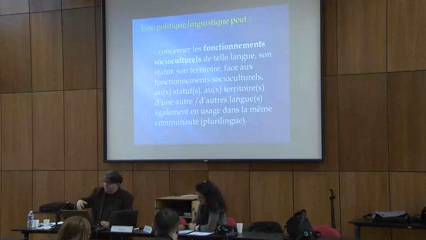 Une politique linguistique peut :
concerner les fonctionnements
socioculturels de telle langue, son
statut, son territoire, face aux
fonctionnements socioculturels,
au(x) statut(s), au(x) territoire(s)
d'une autre /d'autres langue(s)
également en usage dans la même
communauté (plurilingue).